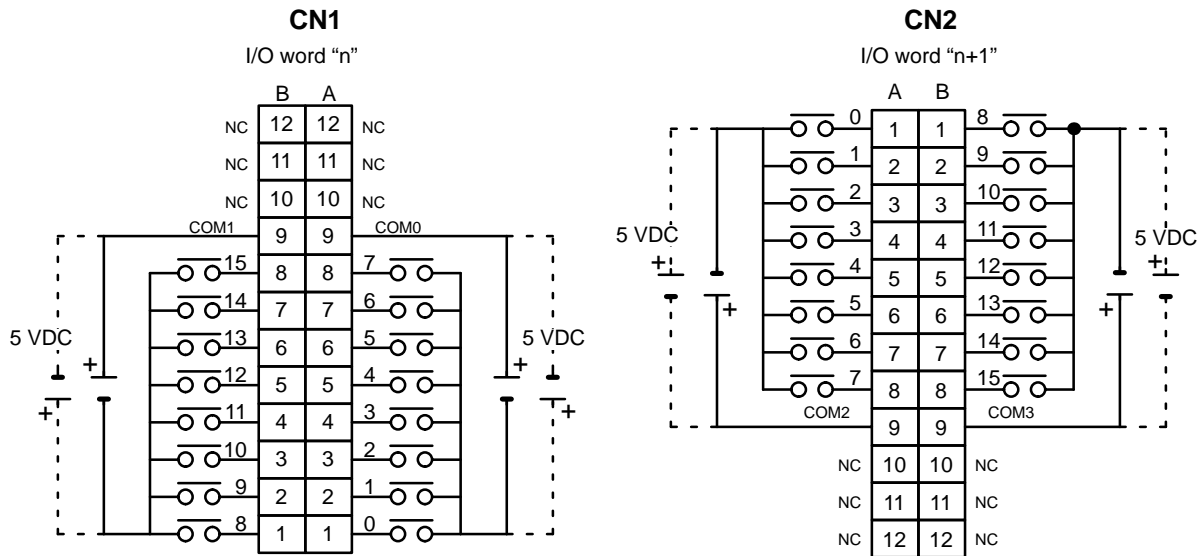 CN1
I/O word “n”
B A
NC 12 12 NC
NC 11 11 NC
NC 10 10 NC
COM1 9 9 COM0
15 8 8 7
14 7 7 6
13 6 6 5
5 VDC 5 VDC
+ +
12 5 5 4
+ +
11 4 4 3
10 3 3 2
9 2 2 1
8 1 1 0
CN2
I/O word “n+1”
A B
0 1 1 8
1 2 2 9
2 3 3 10
3 4 4 11
5 VDC 5 VDC
+ +
4 5 5 12
5 6 6 13
+ +
6 7 7 14
7 8 8 15
COM2 9 9 COM3
NC 10 10 NC
NC 11 11 NC
NC 12 12 NC